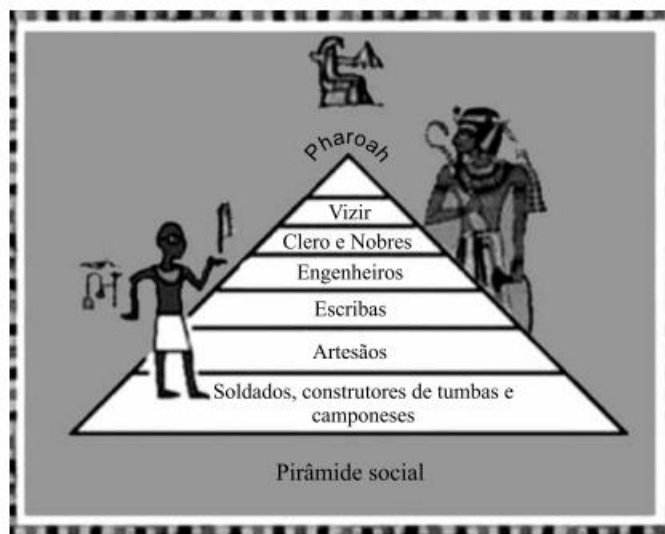 Pharoah
Vizir
Clero e Nobres
Engenheiros
Escribas
Artesãos
Soldados, construtores de tumbas e
camponeses
Pirâmide social